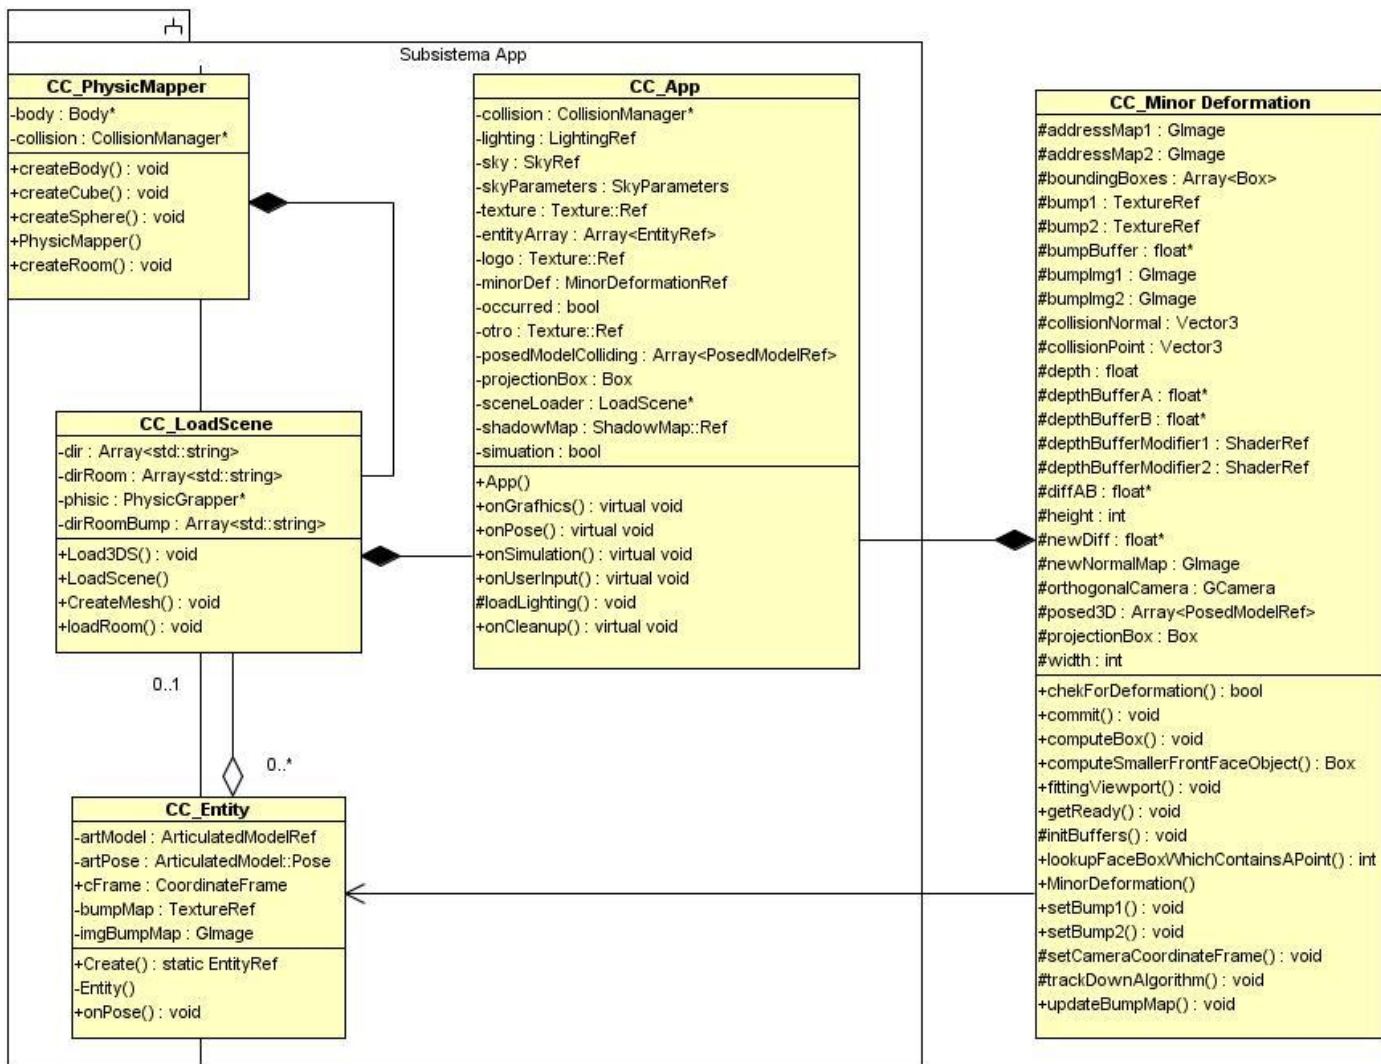 Subsistema App
CC_PhysicMapper
-body : Body*
-collision : CollisionManager*
+createBody() : void
+createCube() : void
+createSphere() : void
+PhysicMapper()
+createRoom() : void
CC_App
-collision : CollisionManager*
-lighting : LightingRef
-sky : SkyRef
-skyParameters : SkyParameters
-texture : Texture::Ref
-entityArray : Array<EntityRef>
-logo : Texture::Ref
-minorDef : MinorDeformationRef
-occurred : bool
-otro : Texture::Ref
-posedModelColliding : Array<PosedModelRef>
-projectionBox : Box
-sceneLoader : LoadScene*
-shadowMap : ShadowMap::Ref
-simuation : bool
+App()
+onGrafhics() : virtual void
+onPose() : virtual void
+onSimulation() : virtual void
+onUserInput() : virtual void
#loadLighting() : void
+onCleanup() : virtual void
CC_Minor Deformation
#addressMap1 : GImage
#addressMap2 : GImage
#boundingBoxes : Array<Box>
#bump1 : TextureRef
#bump2 : TextureRef
#bumpBuffer : float*
#bumpImg1 : GImage
#bumpImg2 : GImage
#collisionNormal : Vector3
#collisionPoint : Vector3
#depth : float
#depthBufferA : float*
#depthBufferB : float*
#depthBufferModifier1 : ShaderRef
#depthBufferModifier2 : ShaderRef
#diffAB : float*
#height : int
#newDiff : float*
#newNormalMap : GImage
#orthogonalCamera : GCamera
#posed3D : Array<PosedModelRef>
#projectionBox : Box
#width : int
+chekForDeformation() : bool
+commit() : void
+computeBox() : void
+computeSmallerFrontFaceObject() : Box
+fittingViewport() : void
+getReady() : void
#initBuffers() : void
+lookupFaceBoxWhichContainsAPoint() : int
+MinorDeformation()
+setBump1() : void
+setBump2() : void
#setCameraCoordinateFrame() : void
#trackDownAlgorithm() : void
+updateBumpMap() : void
CC_LoadScene
-dir : Array<std::string>
-dirRoom : Array<std::string>
-phisic : PhysicGrapper*
-dirRoomBump : Array<std::string>
+Load3DS() : void
+LoadScene()
+CreateMesh() : void
+loadRoom() : void
0..1
0..*
CC_Entity
-artModel : ArticulatedModelRef
-artPose : ArticulatedModel::Pose
+cFrame : CoordinateFrame
-bumpMap : TextureRef
-imgBumpMap : GImage
+Create() : static EntityRef
-Entity()
+onPose() : void